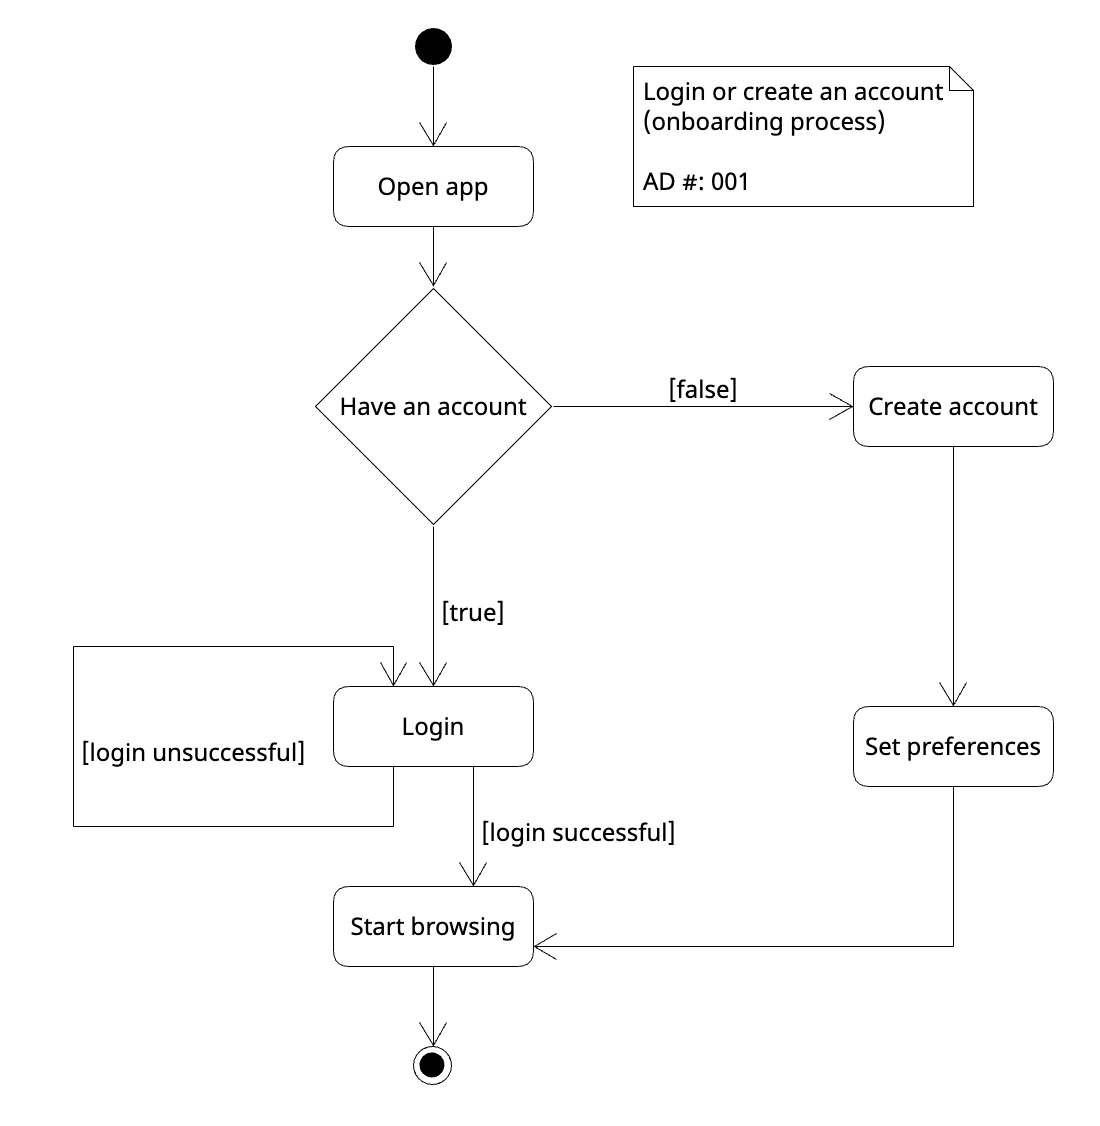 Login or create an account
(onboarding process)
AD #: 001
Open app
Have an account
[false]
Create account
[true]
Login
[login unsuccessful]
Set preferences
[login successful]
Start browsing